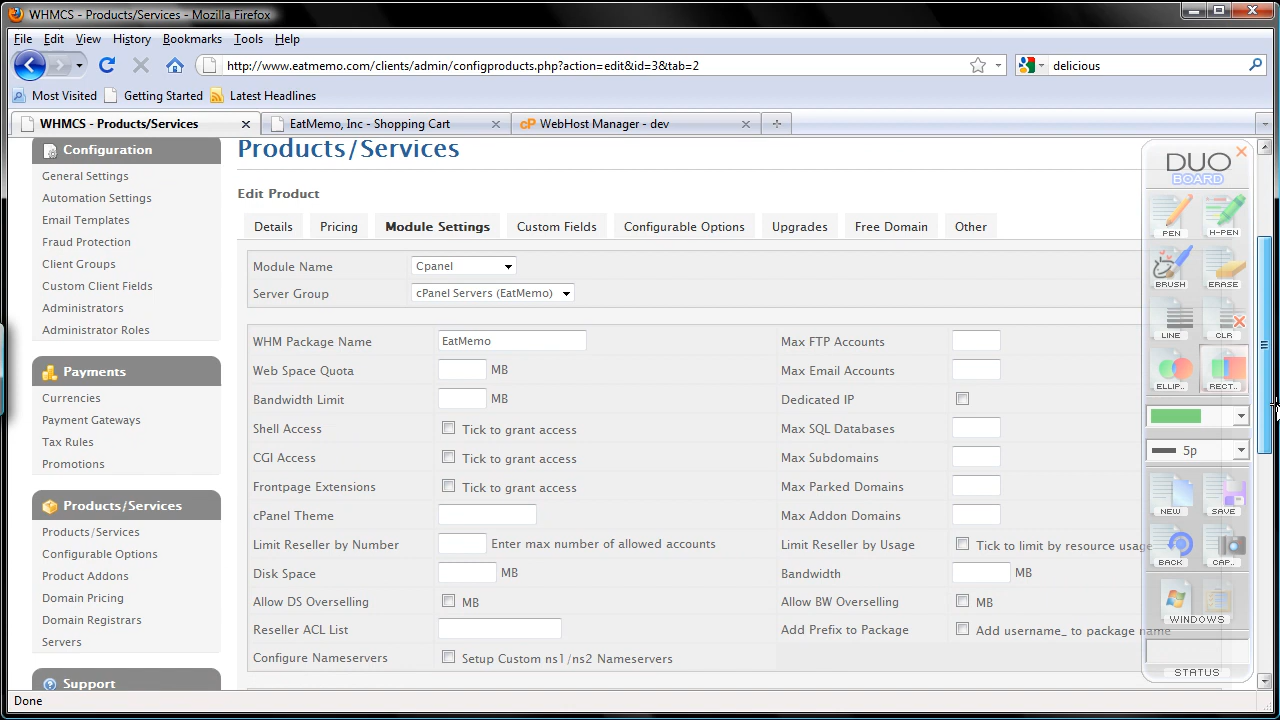 WHMCS - Products/Services - Mozilla Firefox
File Edit View History Bookmarks Tools Help
http://www.eatmemo.com/clients/admin/configproducts.php?action=edit&id=3&tab=2
delicious
Most Visited Getting Started Latest Headlines
WHMCS - Products/Services
EatMemo, Inc - Shopping Cart
cP WebHost Manager - dev
Configuration
General Settings
Automation Settings
Email Templates
Fraud Protection
Client Groups
Custom Client Fields
Administrators
Administrator Roles
Payments
Currencies
Payment Gateways
Tax Rules
Promotions
Products/Services
Products/Services
Configurable Options
Product Addons
Domain Pricing
Domain Registrars
Servers
Support
Products/Services
Edit Product
Details Pricing Module Settings Custom Fields Configurable Options Upgrades Free Domain Other
Module Name Cpanel
Server Group cPanel Servers (EatMemo)
WHM Package Name EatMemo Max FTP Accounts
Web Space Quota MB Max Email Accounts
Bandwidth Limit MB Dedicated IP
Shell Access Tick to grant access Max SQL Databases
CGI Access Tick to grant access Max Subdomains
Frontpage Extensions Tick to grant access Max Parked Domains
cPanel Theme Max Addon Domains
Limit Reseller by Number Enter max number of allowed accounts Limit Reseller by Usage Tick to limit by resource usage
Disk Space MB Bandwidth MB
Allow DS Overselling MB Allow BW Overselling MB
Reseller ACL List Add Prefix to Package Add username_ to package name
Configure Nameservers Setup Custom ns1/ns2 Nameservers
DUO
BOARD
PEN H-PEN
BRUSH ERASE
LINE CLR
ELLIP.. RECT..
5p
NEW SAVE
BACK CAP..
WINDOWS
STATUS
Done